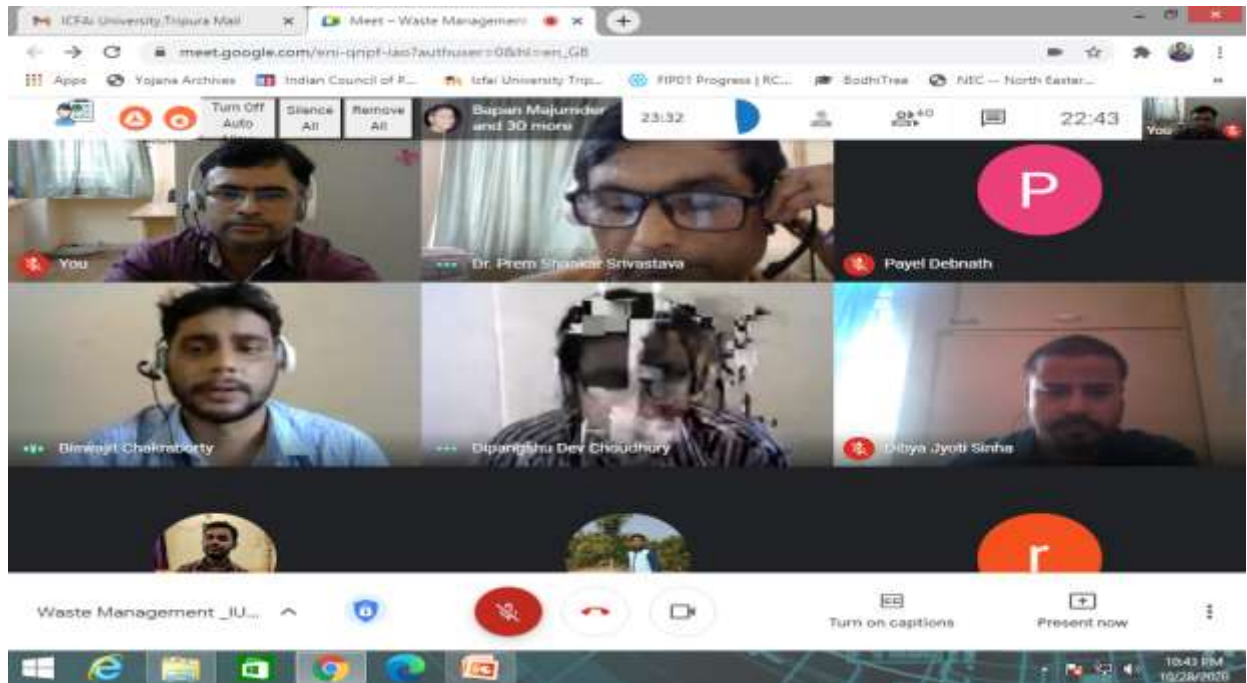 ICFAI University,Tripura Mail
Meet – Waste Management
meet.google.com/eni-qnpf-iao?authuser=0&hl=en_GB
Apps
Yojana Archives
Indian Council of R...
Icfai University Trip...
FIP01 Progress | RC...
BodhiTree
NEC — North Easter...
Turn Off Auto
Silence All
Remove All
Bapan Majumder and 30 more
23:32
40
22:43
You
You
Dr. Prem Shankar Srivastava
P
Payel Debnath
Biswajit Chakraborty
Dipangshu Dev Choudhury
Dibya Jyoti Sinha
r
Waste Management _IU...
Turn on captions
Present now
10:43 PM
10/28/2020